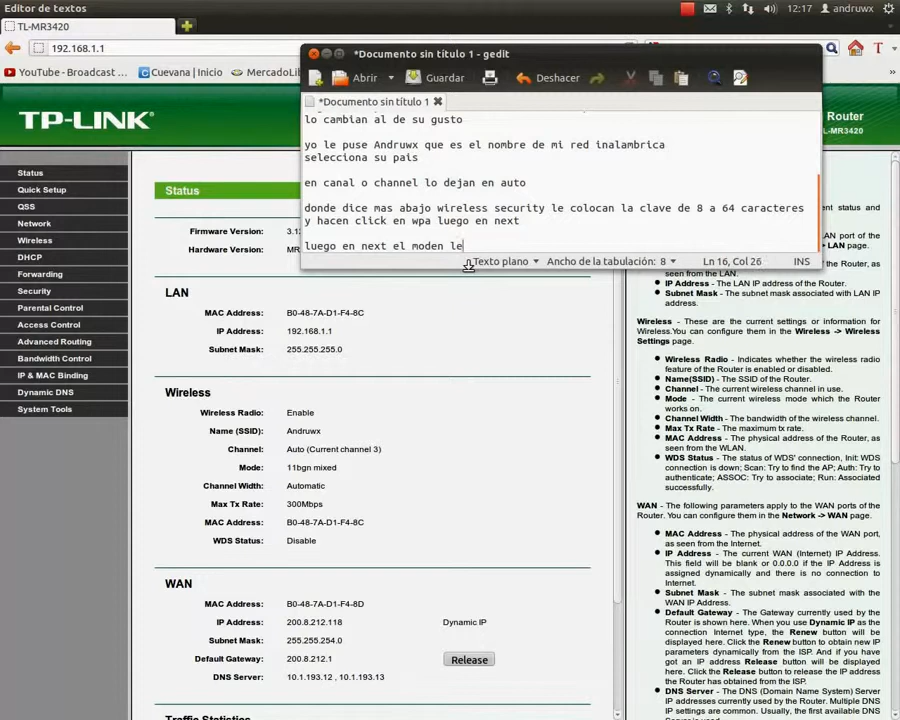 Editor de textos
12:17 andruwx
TL-MR3420
192.168.1.1
YouTube - Broadcast ...
Cuevana | Inicio
MercadoLi
TP-LINK
Router
L-MR3420
*Documento sin título 1 - gedit
Abrir Guardar Deshacer
*Documento sin título 1
lo cambian al de su gusto
yo le puse Andruwx que es el nombre de mi red inalambrica
selecciona su pais
en canal o channel lo dejan en auto
donde dice mas abajo wireless security le colocan la clave de 8 a 64 caracteres
y hacen click en wpa luego en next
luego en next el moden le
Texto plano Ancho de la tabulación: 8 Ln 16, Col 26 INS
Status
Quick Setup
QSS
Network
Wireless
DHCP
Forwarding
Security
Parental Control
Access Control
Advanced Routing
Bandwidth Control
IP & MAC Binding
Dynamic DNS
System Tools
Status
Firmware Version: 3.1
Hardware Version: MR
LAN
MAC Address: B0-48-7A-D1-F4-8C
IP Address: 192.168.1.1
Subnet Mask: 255.255.255.0
Wireless
Wireless Radio: Enable
Name (SSID): Andruwx
Channel: Auto (Current channel 3)
Mode: 11bgn mixed
Channel Width: Automatic
Max Tx Rate: 300Mbps
MAC Address: B0-48-7A-D1-F4-8C
WDS Status: Disable
WAN
MAC Address: B0-48-7A-D1-F4-8D
IP Address: 200.8.212.118 Dynamic IP
Subnet Mask: 255.255.254.0
Default Gateway: 200.8.212.1 Release
DNS Server: 10.1.193.12 , 10.1.193.13
Traffic Statistics
current status and
LAN port of the
> LAN page.
seen from the LAN.
IP Address - The LAN IP address of the Router.
Subnet Mask - The subnet mask associated with LAN IP
address.
Wireless - These are the current settings or information for
Wireless.You can configure them in the Wireless -> Wireless
Settings page.
Wireless Radio - Indicates whether the wireless radio
feature of the Router is enabled or disabled.
Name(SSID) - The SSID of the Router.
Channel - The current wireless channel in use.
Mode - The current wireless mode which the Router
works on.
Channel Width - The bandwidth of the wireless channel.
Max Tx Rate - The maximum tx rate.
MAC Address - The physical address of the Router, as
seen from the WLAN.
WDS Status - The status of WDS' connection, Init: WDS
connection is down; Scan: Try to find the AP; Auth: Try to
authenticate; ASSOC: Try to associate; Run: Associated
successfully.
WAN - The following parameters apply to the WAN ports of the
Router. You can configure them in the Network -> WAN page.
MAC Address - The physical address of the WAN port,
as seen from the Internet.
IP Address - The current WAN (Internet) IP Address.
This field will be blank or 0.0.0.0 if the IP Address is
assigned dynamically and there is no connection to
Internet.
Subnet Mask - The subnet mask associated with the
WAN IP Address.
Default Gateway - The Gateway currently used by the
Router is shown here. When you use Dynamic IP as the
connection Internet type, the Renew button will be
displayed here. Click the Renew button to obtain new IP
parameters dynamically from the ISP. And if you have
got an IP address Release button will be displayed
here. Click the Release button to release the IP address
the Router has obtained from the ISP.
DNS Server - The DNS (Domain Name System) Server
IP addresses currently used by the Router. Multiple DNS
IP settings are common. Usually, the first available DNS